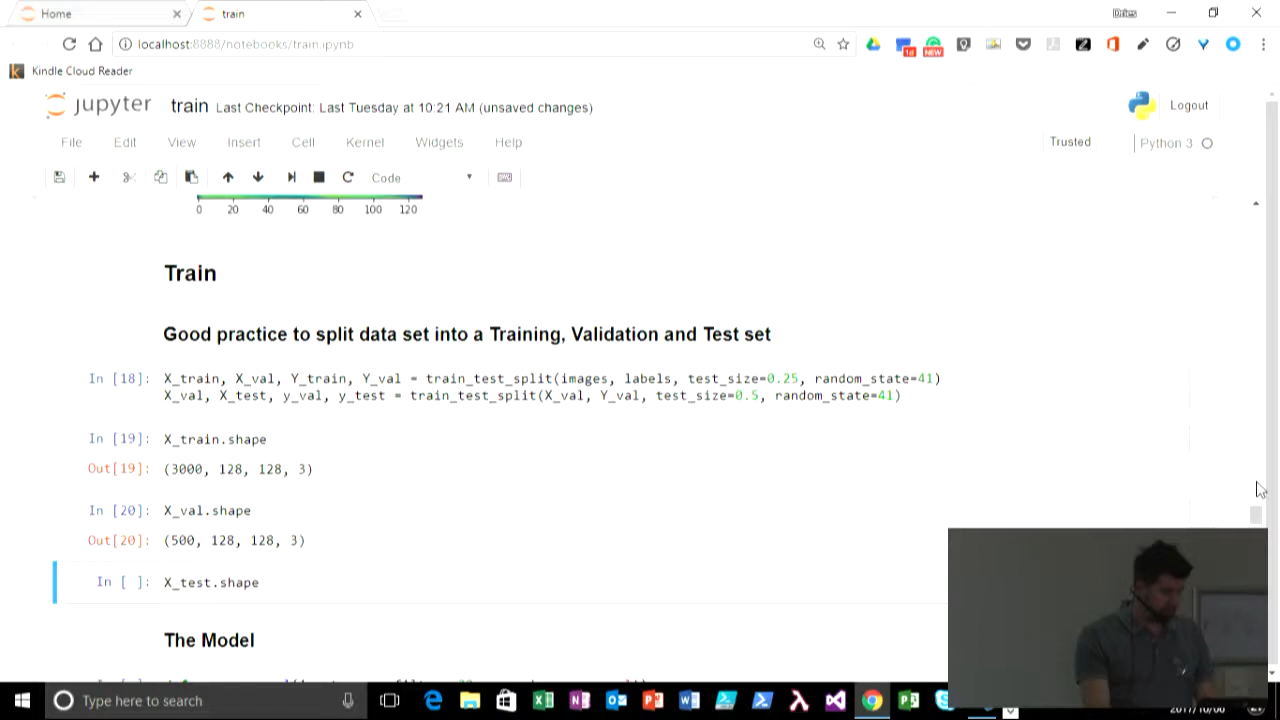 Home
train
localhost:8888/notebooks/train.ipynb
Kindle Cloud Reader
jupyter train Last Checkpoint: Last Tuesday at 10:21 AM (unsaved changes)
Logout
File Edit View Insert Cell Kernel Widgets Help
Trusted
Python 3
Code
0 20 40 60 80 100 120
Train
Good practice to split data set into a Training, Validation and Test set
In [18]: X_train, X_val, Y_train, Y_val = train_test_split(images, labels, test_size=0.25, random_state=41)
X_val, X_test, y_val, y_test = train_test_split(X_val, Y_val, test_size=0.5, random_state=41)
In [19]: X_train.shape
Out[19]: (3000, 128, 128, 3)
In [20]: X_val.shape
Out[20]: (500, 128, 128, 3)
In [ ]: X_test.shape
The Model
Type here to search